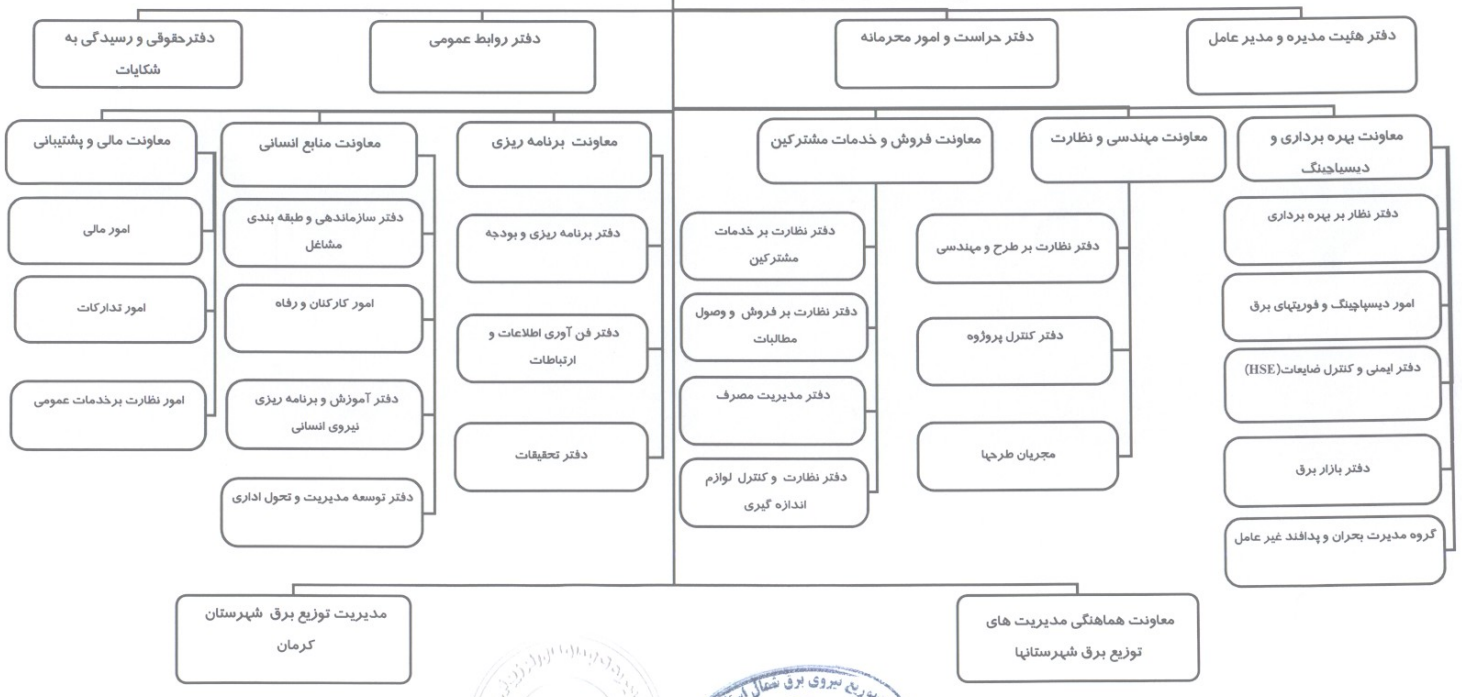 دفتر هئیت مدیره و مدیر عامل
دفتر حراست و امور محرمانه
دفتر روابط عمومی
دفترحقوقی و رسیدگی به
شکایات
معاونت بهره برداری و
دیسپاچینگ
معاونت مهندسی و نظارت
معاونت فروش و خدمات مشترکین
معاونت برنامه ریزی
معاونت منابع انسانی
معاونت مالی و پشتیبانی
دفتر نظار بر بهره برداری
امور دیسپاچینگ و فوریتهای برق
دفتر ایمنی و کنترل ضایعات(HSE)
دفتر بازار برق
گروه مدیرت بحران و پدافند غیر عامل
دفتر نظارت بر طرح و مهندسی
دفتر کنترل پروژوه
مجریان طرحها
دفتر نظارت بر خدمات
مشترکین
دفتر نظارت بر فروش و وصول
مطالبات
دفتر مدیریت مصرف
دفتر نظارت و کنترل لوازم
اندازه گیری
دفتر برنامه ریزی و بودجه
دفتر فن آوری اطلاعات و
ارتباطات
دفتر تحقیقات
دفتر سازماندهی و طبقه بندی
مشاغل
امور کارکنان و رفاه
دفتر آموزش و برنامه ریزی
نیروی انسانی
دفتر توسعه مدیریت و تحول اداری
امور مالی
امور تدارکات
امور نظارت برخدمات عمومی
معاونت هماهنگی مدیریت های
توزیع برق شهرستانها
مدیریت توزیع برق شهرستان
کرمان
توزیع نیروی برق شمال